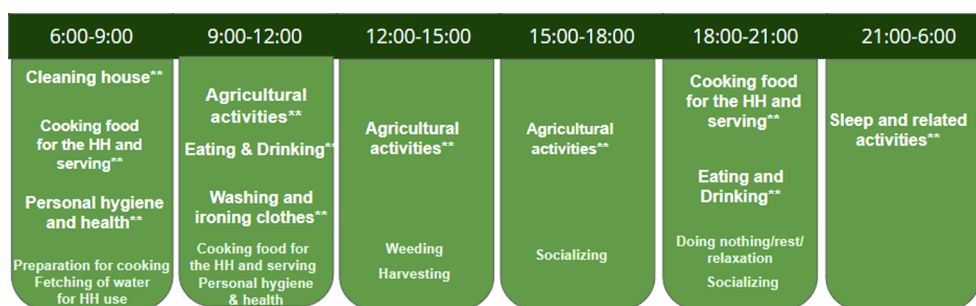 6:00-9:00
9:00-12:00
12:00-15:00
15:00-18:00
18:00-21:00
21:00-6:00
Cleaning house**
Cooking food
for the HH and
serving**
Personal hygiene
and health**
Preparation for cooking
Fetching of water
for HH use
Agricultural
activities**
Eating & Drinking**
Washing and
ironing clothes**
Cooking food for
the HH and serving
Personal hygiene
& health
Agricultural
activities**
Weeding
Harvesting
Agricultural
activities**
Socializing
Cooking food
for the HH and
serving**
Eating and
Drinking**
Doing nothing/rest/
relaxation
Socializing
Sleep and related
activities**